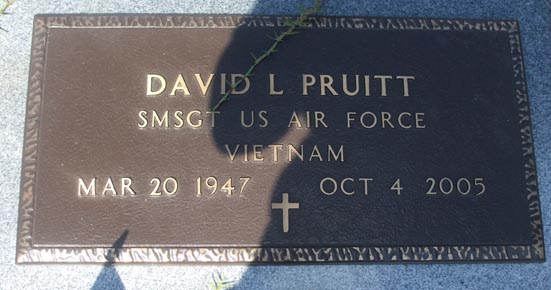 DAVID L PRUITT
SMSGT US AIR FORCE
VIETNAM
MAR 20 1947 OCT 4 2005